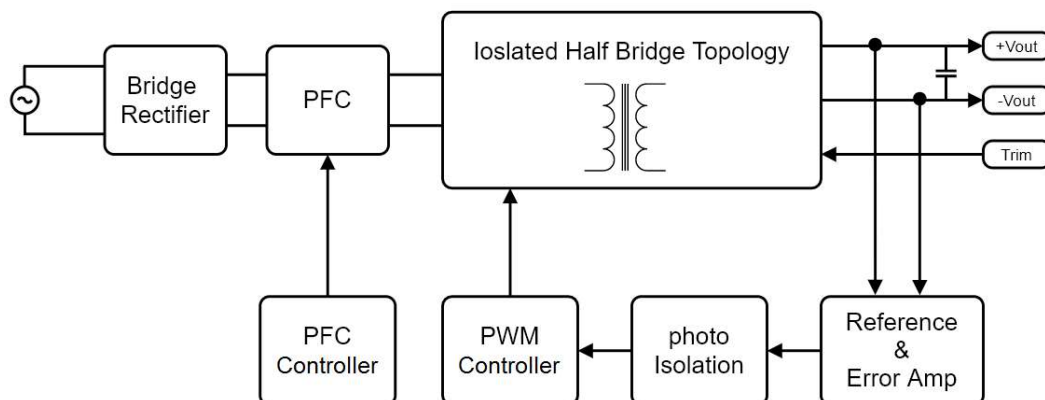 Bridge
Rectifier
PFC
Ioslated Half Bridge Topology
+Vout
-Vout
Trim
PFC
Controller
PWM
Controller
photo
Isolation
Reference
&
Error Amp